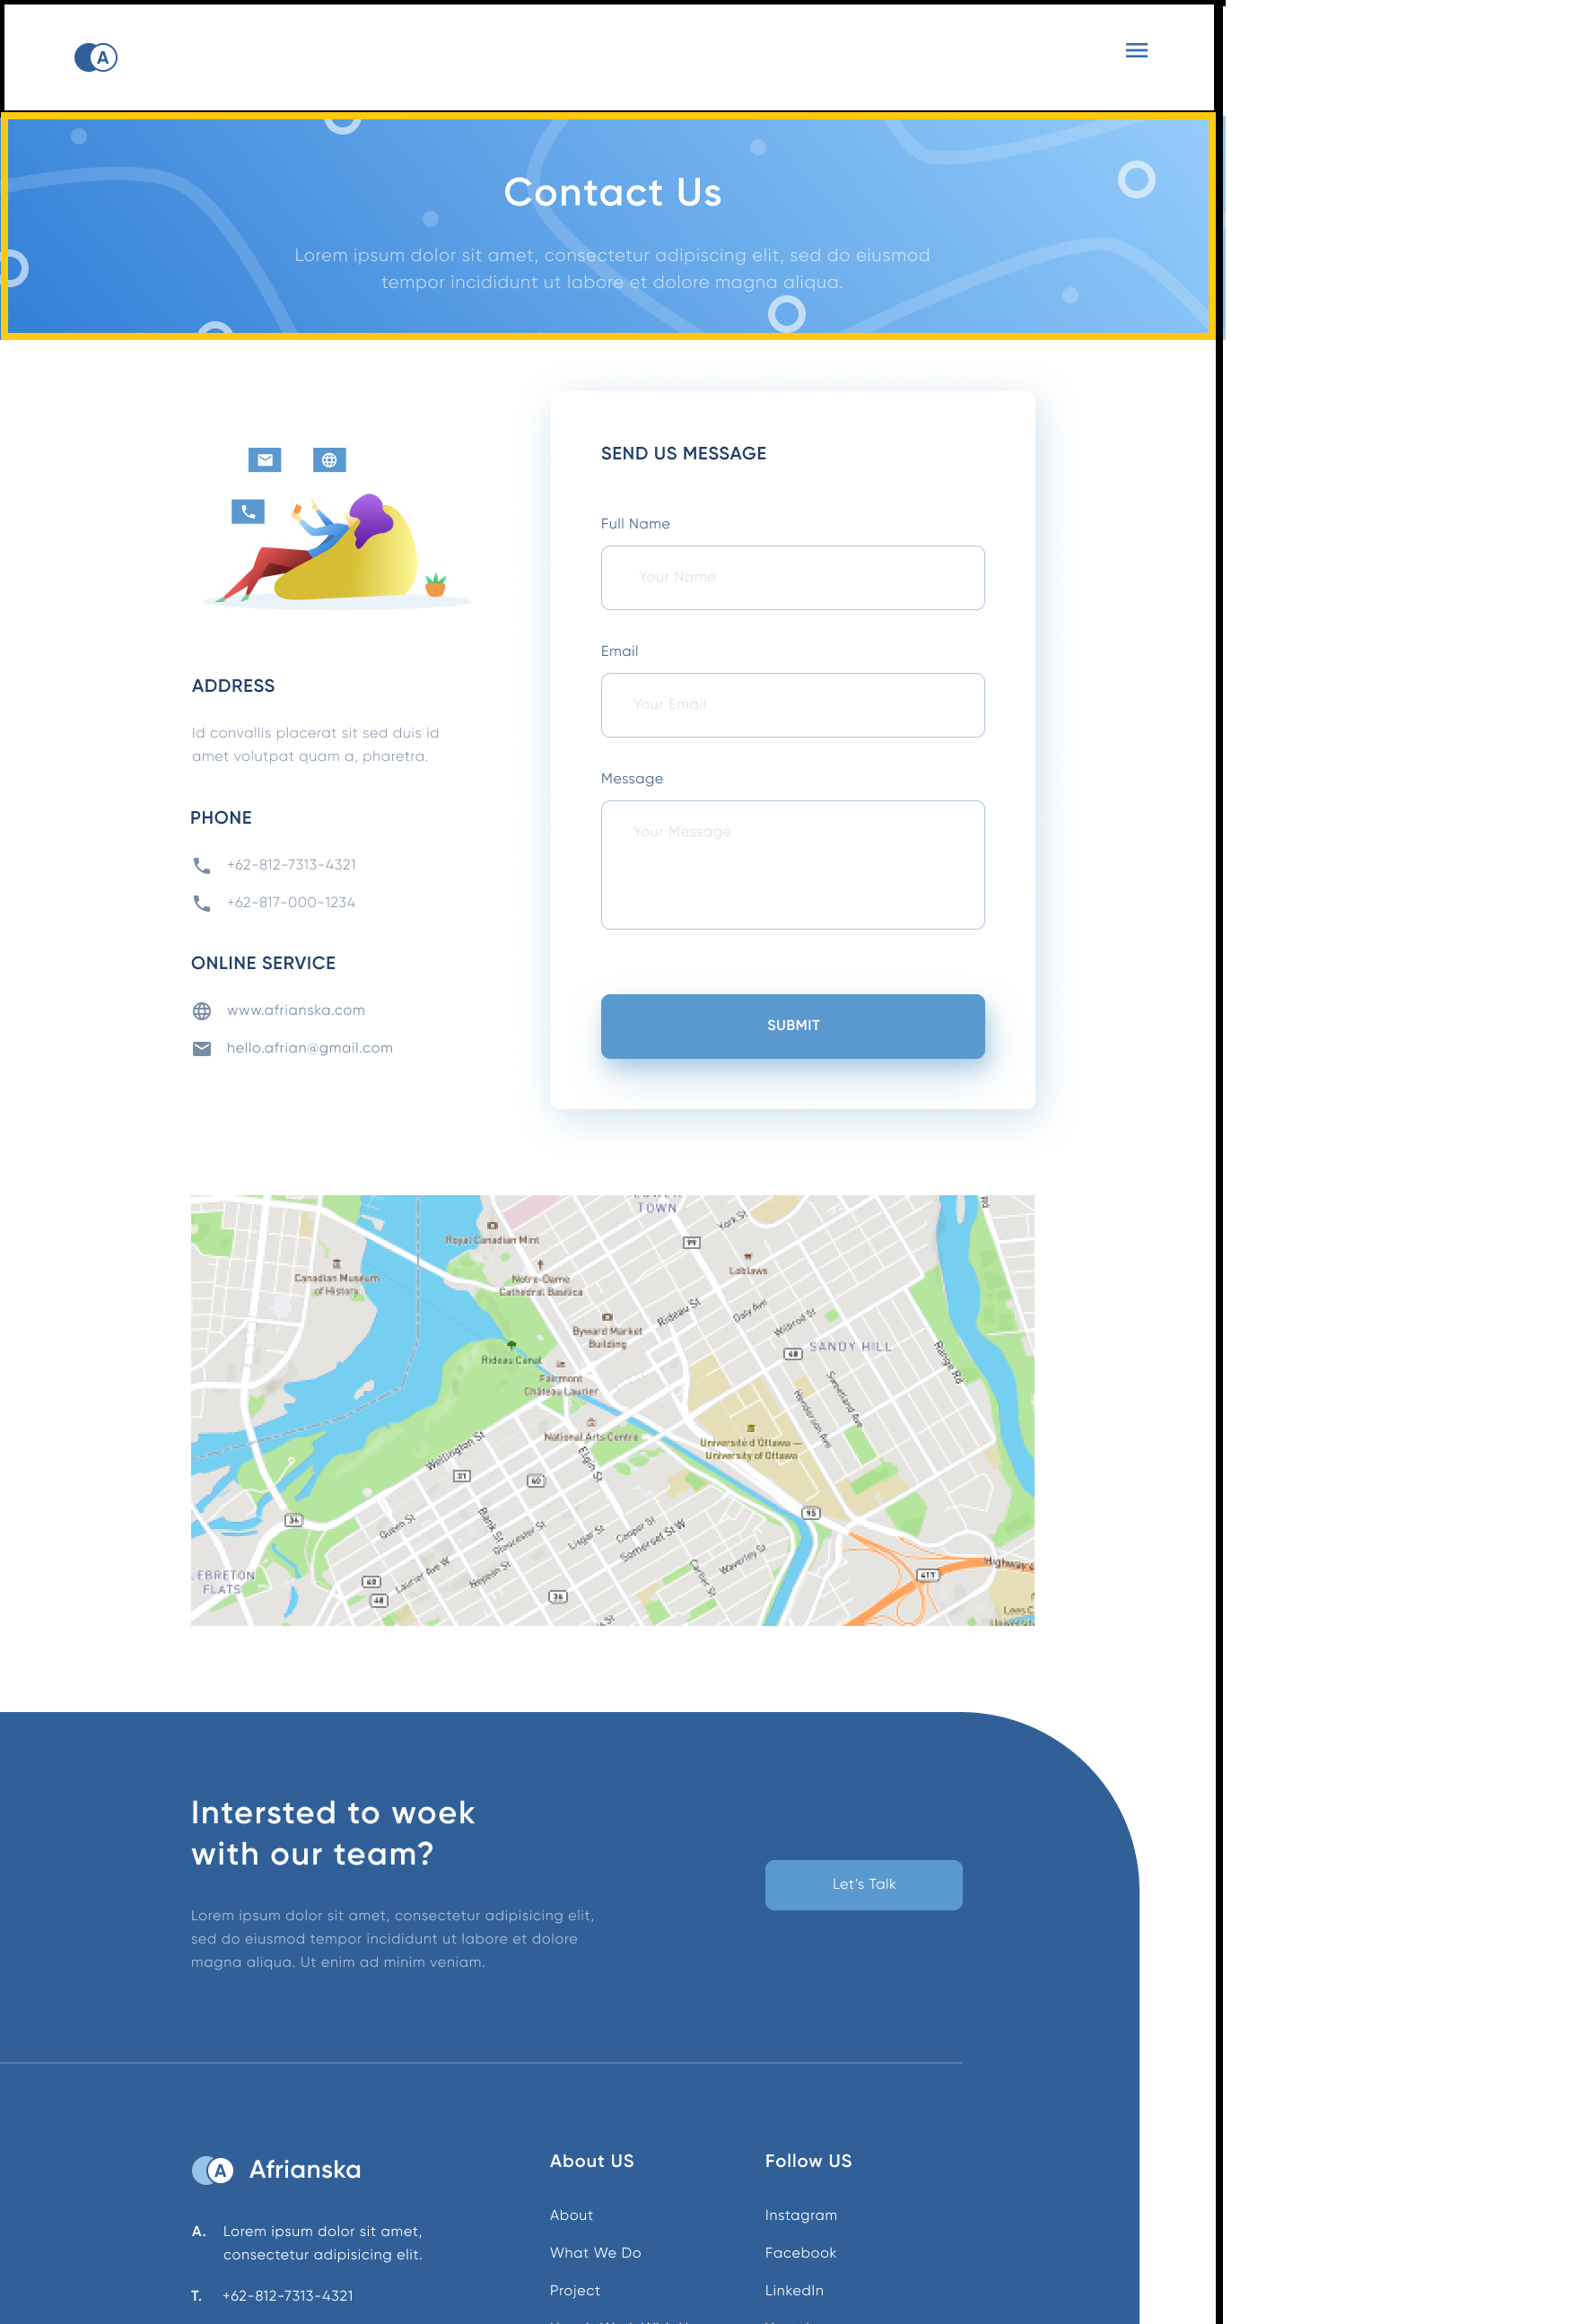 A
Contact Us
Lorem ipsum dolor sit amet, consectetur adipiscing elit, sed do eiusmod
tempor incididunt ut labore et dolore magna aliqua.
SEND US MESSAGE
Full Name
Your Name
Email
Your Email
Message
Your Message
SUBMIT
ADDRESS
Id convallis placerat sit sed duis id
amet volutpat quam a, pharetra.
PHONE
+62-812-7313-4321
+62-817-000-1234
ONLINE SERVICE
www.afrianska.com
hello.afrian@gmail.com
TOWN
York St
Royal Canadian Mint
Loblaws
Canadian Museum
of History
Notre-Dame
Cathedral Basilica
Rideau St
Daly Ave
Wilbrod St
Byward Market
Building
SANDY HILL
Range Rd
Rideau Canal
Fairmont
Château Laurier
Sweetland Ave
Henderson Ave
National Arts Centre
Université d'Ottawa —
University of Ottawa
Wellington St
Elgin St
31
60
95
34
Queen St
Bank St
Gloucester St
Lisgar St
Cooper St
Somerset St W
Waverley St
Cartier St
Laurier Ave W
Nepean St
LEBRETON
FLATS
36
417
Highway
Lees C
Intersted to woek
with our team?
Let's Talk
Lorem ipsum dolor sit amet, consectetur adipisicing elit,
sed do eiusmod tempor incididunt ut labore et dolore
magna aliqua. Ut enim ad minim veniam.
A Afrianska
A. Lorem ipsum dolor sit amet,
consectetur adipisicing elit.
T. +62-812-7313-4321
About US
About
What We Do
Project
Follow US
Instagram
Facebook
LinkedIn